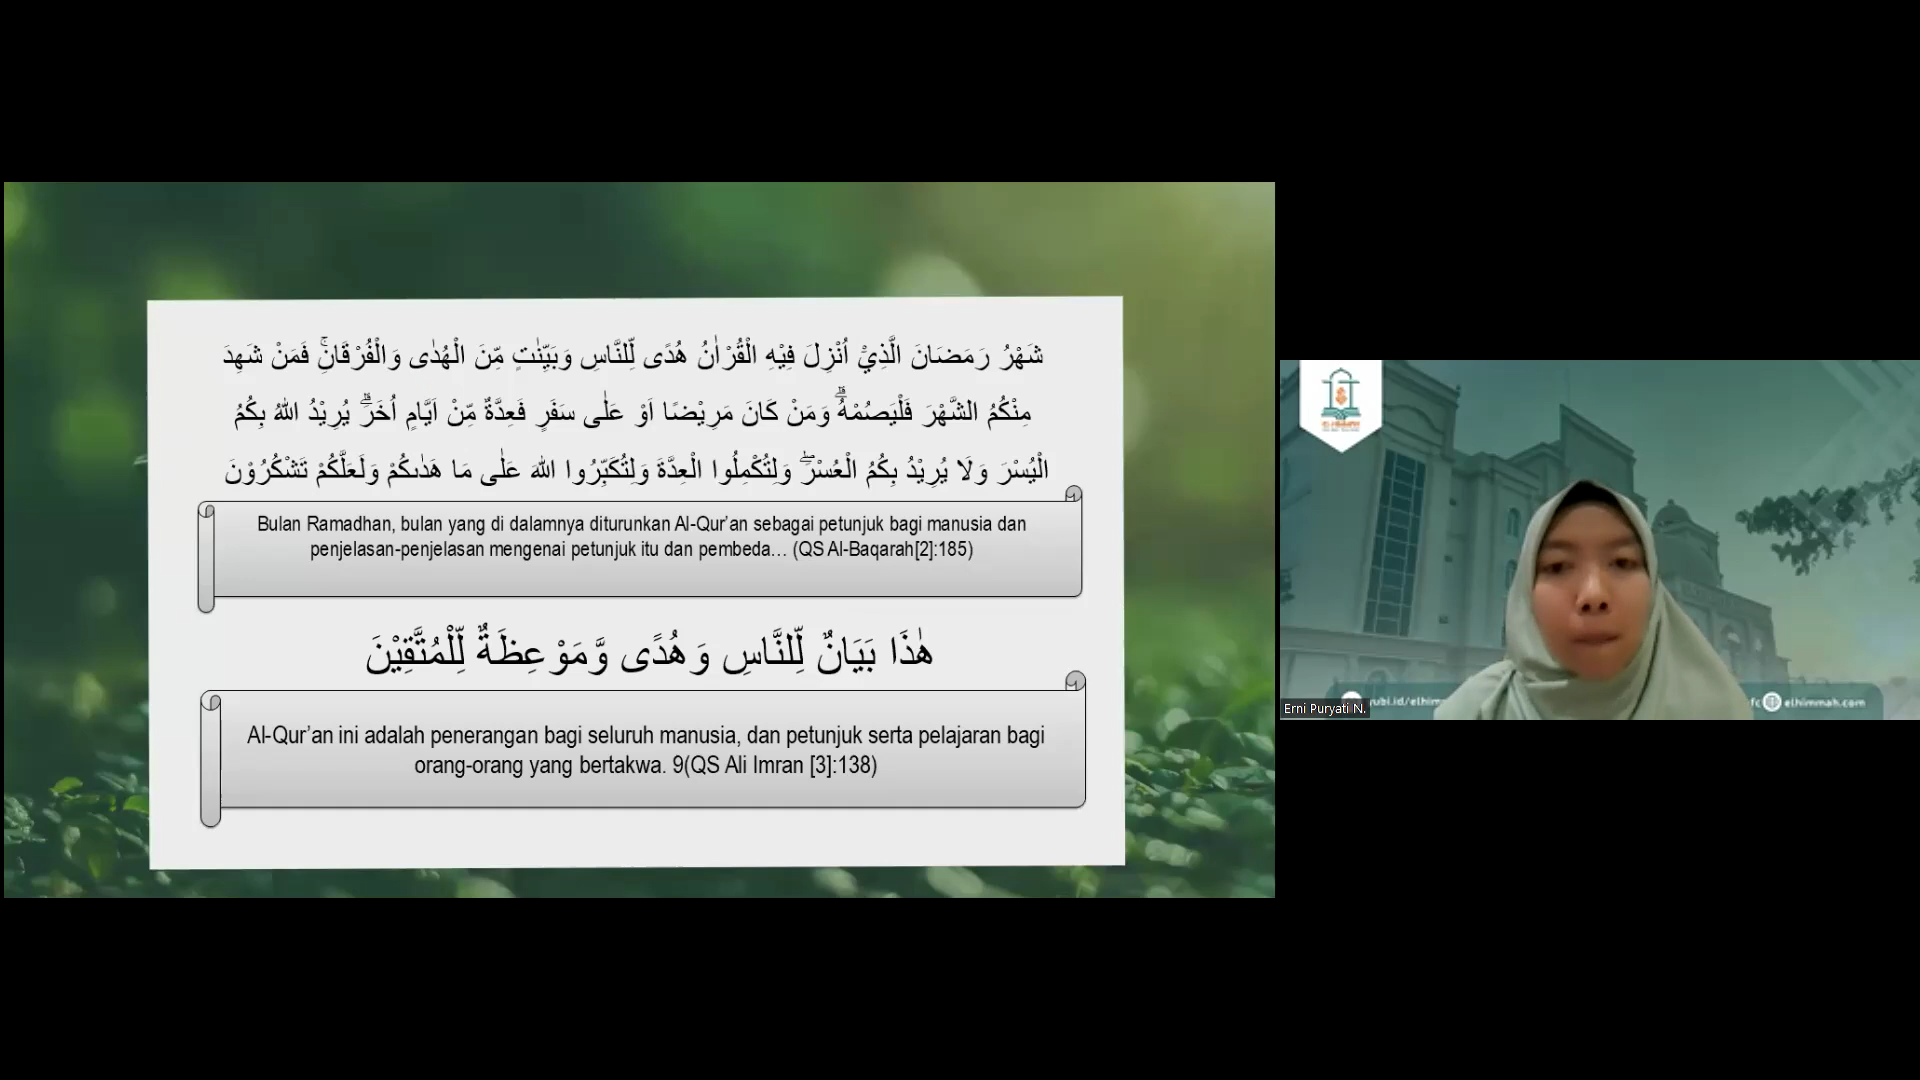 شَهْرُ رَمَضَانَ الَّذِيْٓ اُنْزِلَ فِيْهِ الْقُرْاٰنُ هُدًى لِّلنَّاسِ وَبَيِّنٰتٍ مِّنَ الْهُدٰى وَالْفُرْقَانِۚ فَمَنْ شَهِدَ
مِنْكُمُ الشَّهْرَ فَلْيَصُمْهُۗ وَمَنْ كَانَ مَرِيْضًا اَوْ عَلٰى سَفَرٍ فَعِدَّةٌ مِّنْ اَيَّامٍ اُخَرَۗ يُرِيْدُ اللّٰهُ بِكُمُ
الْيُسْرَ وَلَا يُرِيْدُ بِكُمُ الْعُسْرَۖ وَلِتُكْمِلُوا الْعِدَّةَ وَلِتُكَبِّرُوا اللّٰهَ عَلٰى مَا هَدٰىكُمْ وَلَعَلَّكُمْ تَشْكُرُوْنَ
Bulan Ramadhan, bulan yang di dalamnya diturunkan Al-Qur’an sebagai petunjuk bagi manusia dan
penjelasan-penjelasan mengenai petunjuk itu dan pembeda… (QS Al-Baqarah[2]:185)
هٰذَا بَيَانٌ لِّلنَّاسِ وَهُدًى وَّمَوْعِظَةٌ لِّلْمُتَّقِيْنَ
Al-Qur’an ini adalah penerangan bagi seluruh manusia, dan petunjuk serta pelajaran bagi
orang-orang yang bertakwa. 9(QS Ali Imran [3]:138)
Erni Puryati N.
elhimmah.com